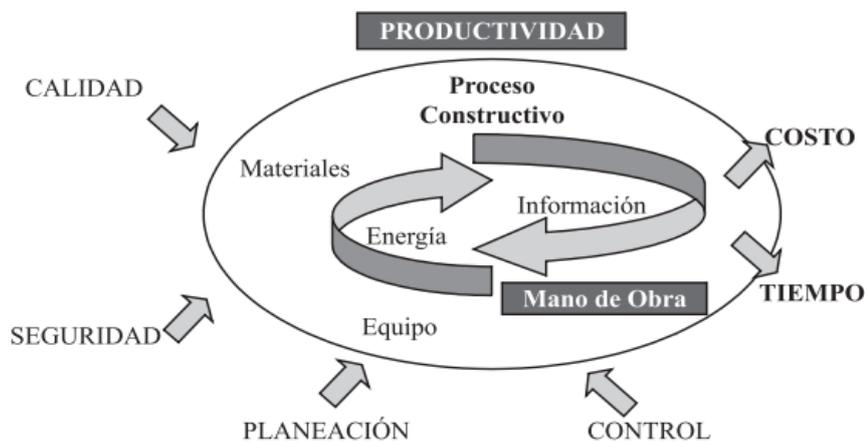 PRODUCTIVIDAD
CALIDAD
Proceso
Constructivo
COSTO
Materiales
Información
Energía
Mano de Obra
TIEMPO
Equipo
SEGURIDAD
PLANEACIÓN
CONTROL